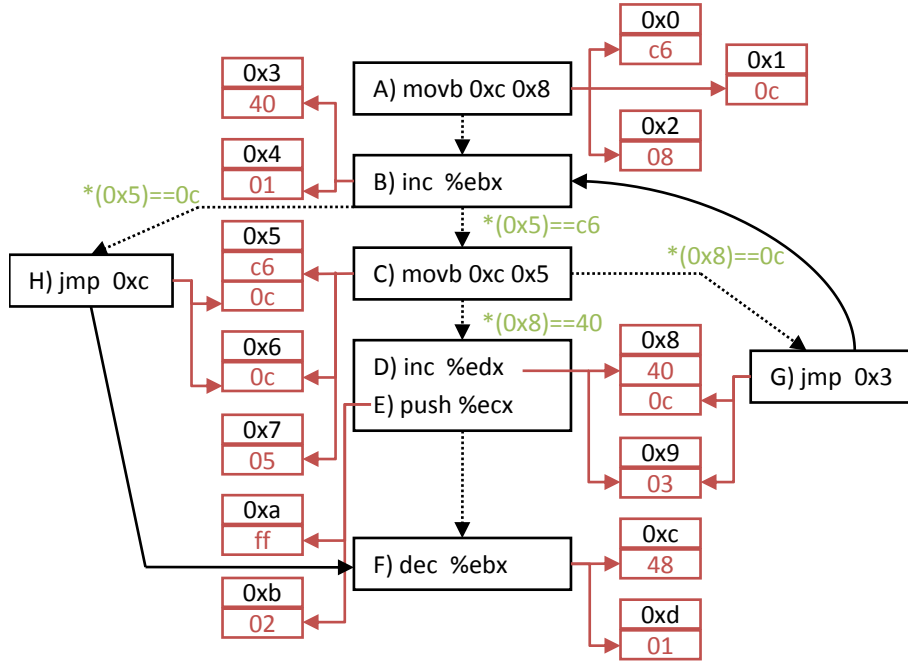 0x0
c6
0x1
0c
0x3
40
A) movb 0xc 0x8
0x2
08
0x4
01
B) inc %ebx
*(0x5)==0c
*(0x5)==c6
0x5
c6
0c
H) jmp 0xc
C) movb 0xc 0x5
*(0x8)==0c
*(0x8)==40
0x6
0c
D) inc %edx
E) push %ecx
0x8
40
0c
G) jmp 0x3
0x7
05
0x9
03
0xa
ff
F) dec %ebx
0xc
48
0xb
02
0xd
01